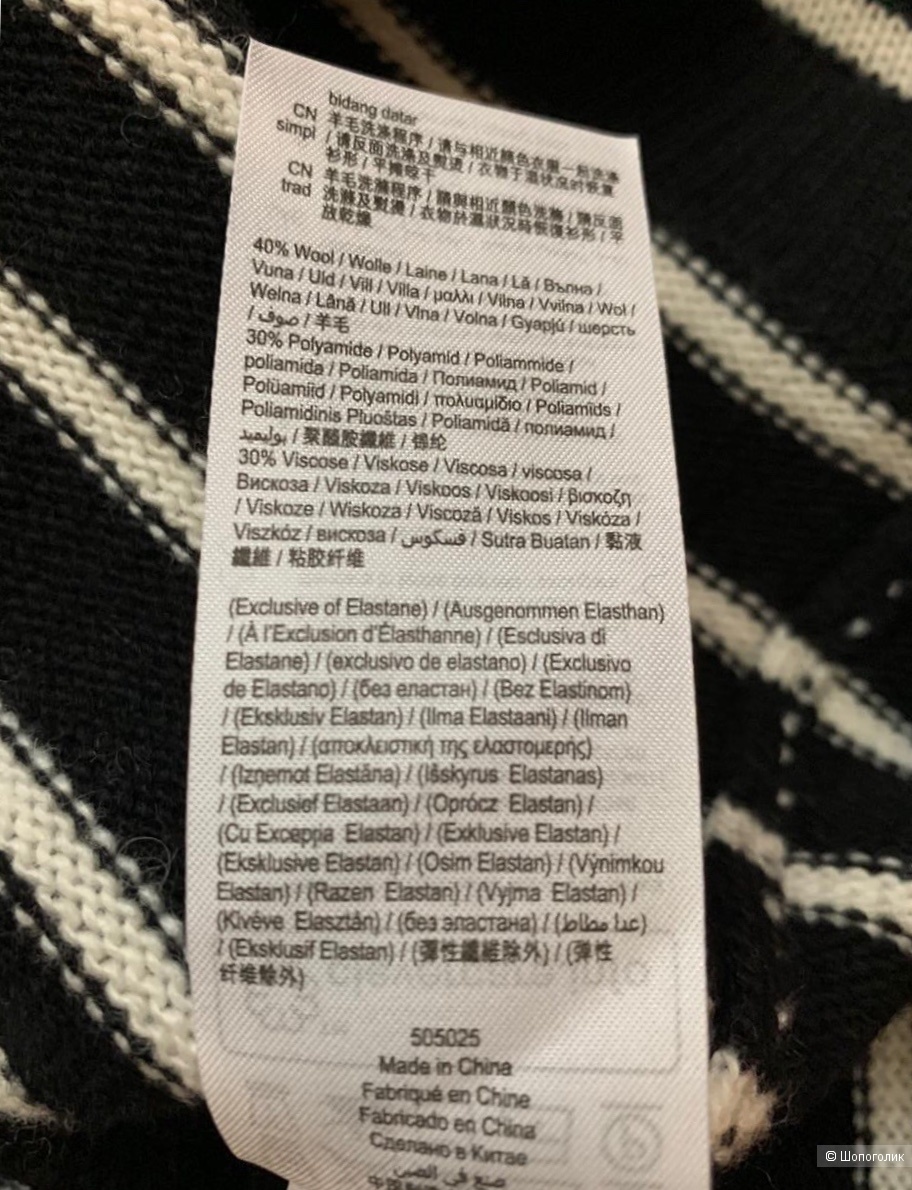 bidang datar
CN simpl 羊毛洗涤程序 / 请与相近颜色衣服一起洗涤
/ 请反面洗涤及熨烫 / 衣物于湿状况时恢复
衫形 / 平摊晾干
CN trad 羊毛洗滌程序 / 請與相近顏色洗滌 / 請反面
洗滌及熨燙 / 衣物於濕狀況時恢復衫形 / 平
放乾燥
40% Wool / Wolle / Laine / Lana / Lã / Вълна /
Vuna / Uld / Vill / Villa / μαλλι / Vilna / Vvilna / Wol /
Wełna / Lână / Ull / Vlna / Volna / Gyapjú / шерсть
/ صوف / 羊毛
30% Polyamide / Polyamid / Poliammide /
poliamida / Poliamida / Полиамид / Poliamid /
Polüamiid / Polyamidi / πολυαμίδιο / Poliamīds /
Poliamidinis Pluoštas / Poliamidă / полиамид /
بوليميد / 聚醯胺纖維 / 锦纶
30% Viscose / Viskose / Viscosa / viscosa /
Вискоза / Viskoza / Viskoos / Viskoosi / βισκοζη
/ Viskoze / Wiskoza / Viscoză / Viskos / Viskóza /
Viszkóz / вискоза / فسكوس / Sutra Buatan / 黏液
纖維 / 粘胶纤维
(Exclusive of Elastane) / (Ausgenommen Elasthan)
/ (À l'Exclusion d'Élasthanne) / (Esclusiva di
Elastane) / (exclusivo de elastano) / (Exclusivo
de Elastano) / (без еластан) / (Bez Elastinom)
/ (Eksklusiv Elastan) / (Ilma Elastaani) / (Ilman
Elastan) / (αποκλειστική της ελαστομερής)
/ (Izņemot Elastāna) / (Išskyrus Elastanas)
/ (Exclusief Elastaan) / (Oprócz Elastan) /
(Cu Exceppia Elastan) / (Exklusive Elastan) /
(Eksklusive Elastan) / (Osim Elastan) / (Výnimkou
Elastan) / (Razen Elastan) / (Vyjma Elastan) /
(Kivéve Elasztán) / (без эластана) / (عدا مطاط)
/ (Eksklusif Elastan) / (彈性纖維除外) / (弹性
纤维除外)
505025
Made in China
Fabriqué en China
Fabricado en China
Сделано в Китае
صنع في الصين
© Шопоголик